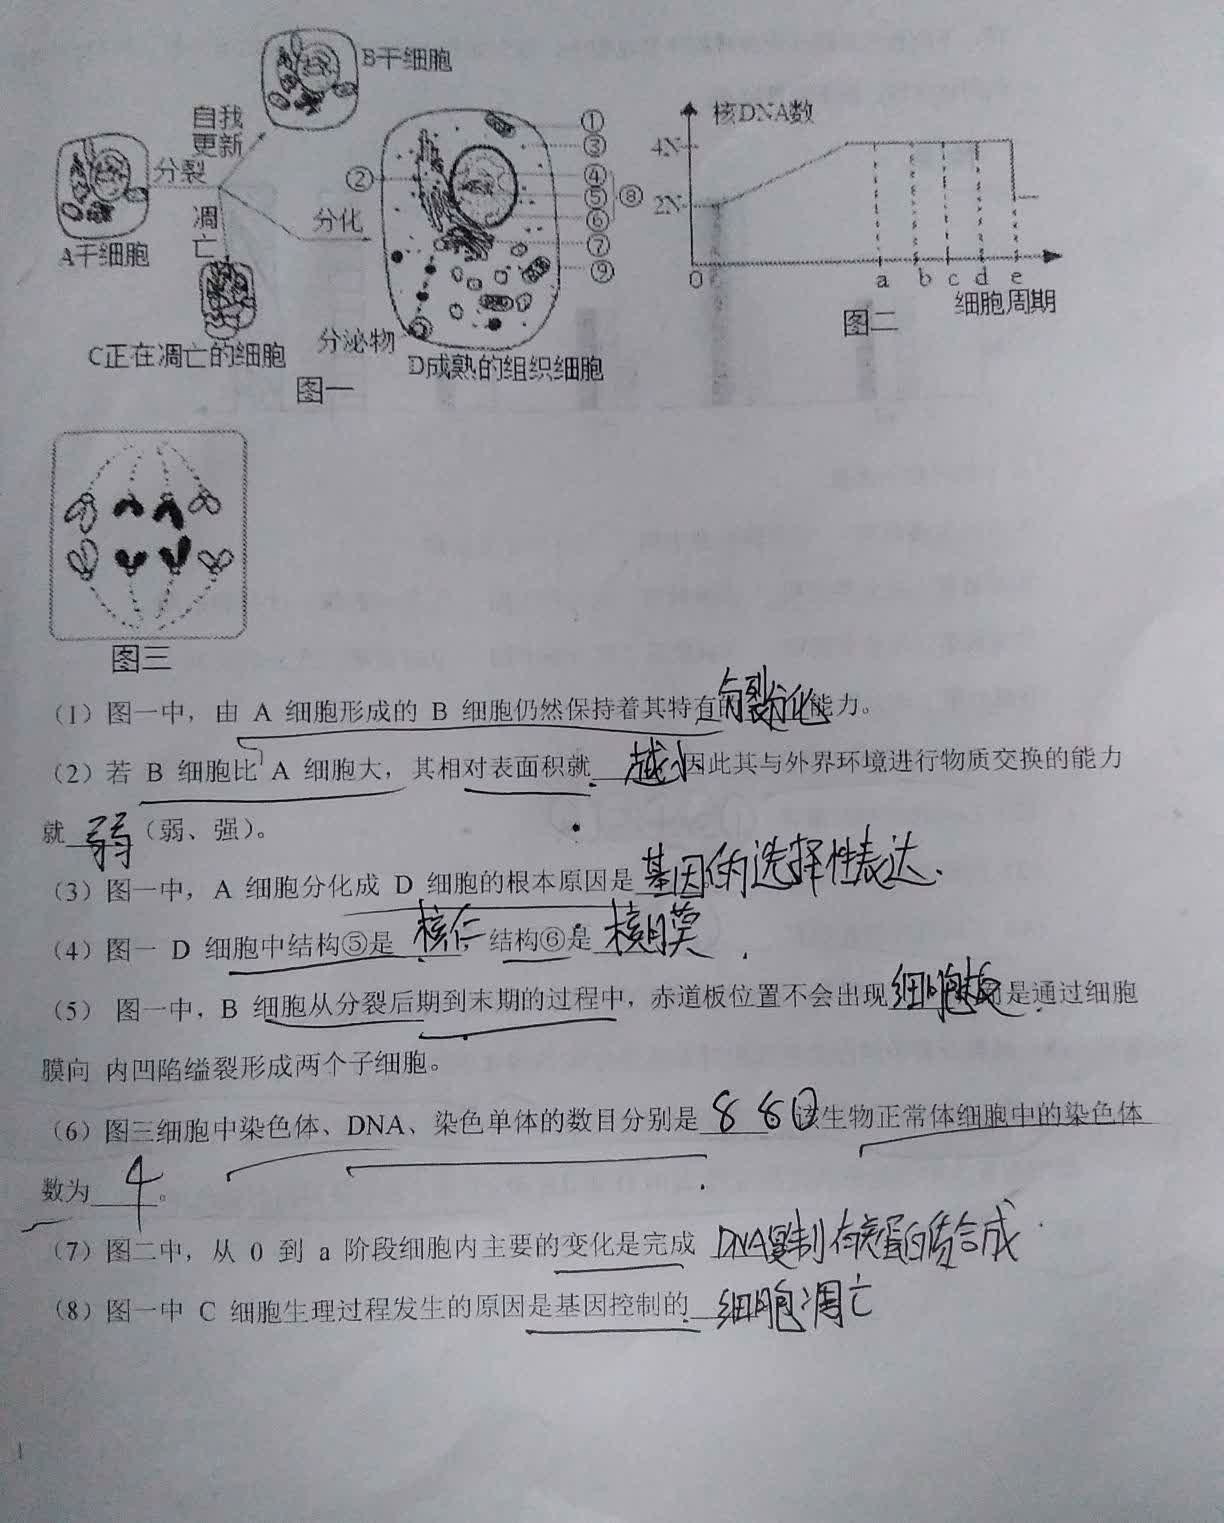 B干细胞
自我
更新
分裂
凋
亡
分化
A干细胞
C正在凋亡的细胞
分泌物
D成熟的组织细胞
图一
①
③
②
④
⑤
⑧
⑥
⑦
⑨
核DNA数
4N
2N
0 a b c d e
细胞周期
图二
图三
(1)图一中,由 A 细胞形成的 B 细胞仍然保持着其特有的分裂分化能力。
(2)若 B 细胞比 A 细胞大,其相对表面积就 越小 因此其与外界环境进行物质交换的能力
就 弱 (弱、强)。
(3)图一中,A 细胞分化成 D 细胞的根本原因是 基因的选择性表达.
(4)图一 D 细胞中结构⑤是 核仁 ,结构⑥是 核膜
(5) 图一中,B 细胞从分裂后期到末期的过程中,赤道板位置不会出现 细胞板 是通过细胞
膜向 内凹陷缢裂形成两个子细胞。
(6)图三细胞中染色体、DNA、染色单体的数目分别是 8 8 0 该生物正常体细胞中的染色体
数为 4 。
(7)图二中,从 0 到 a 阶段细胞内主要的变化是完成 DNA复制 有关蛋白质合成
(8)图一中 C 细胞生理过程发生的原因是基因控制的 细胞凋亡